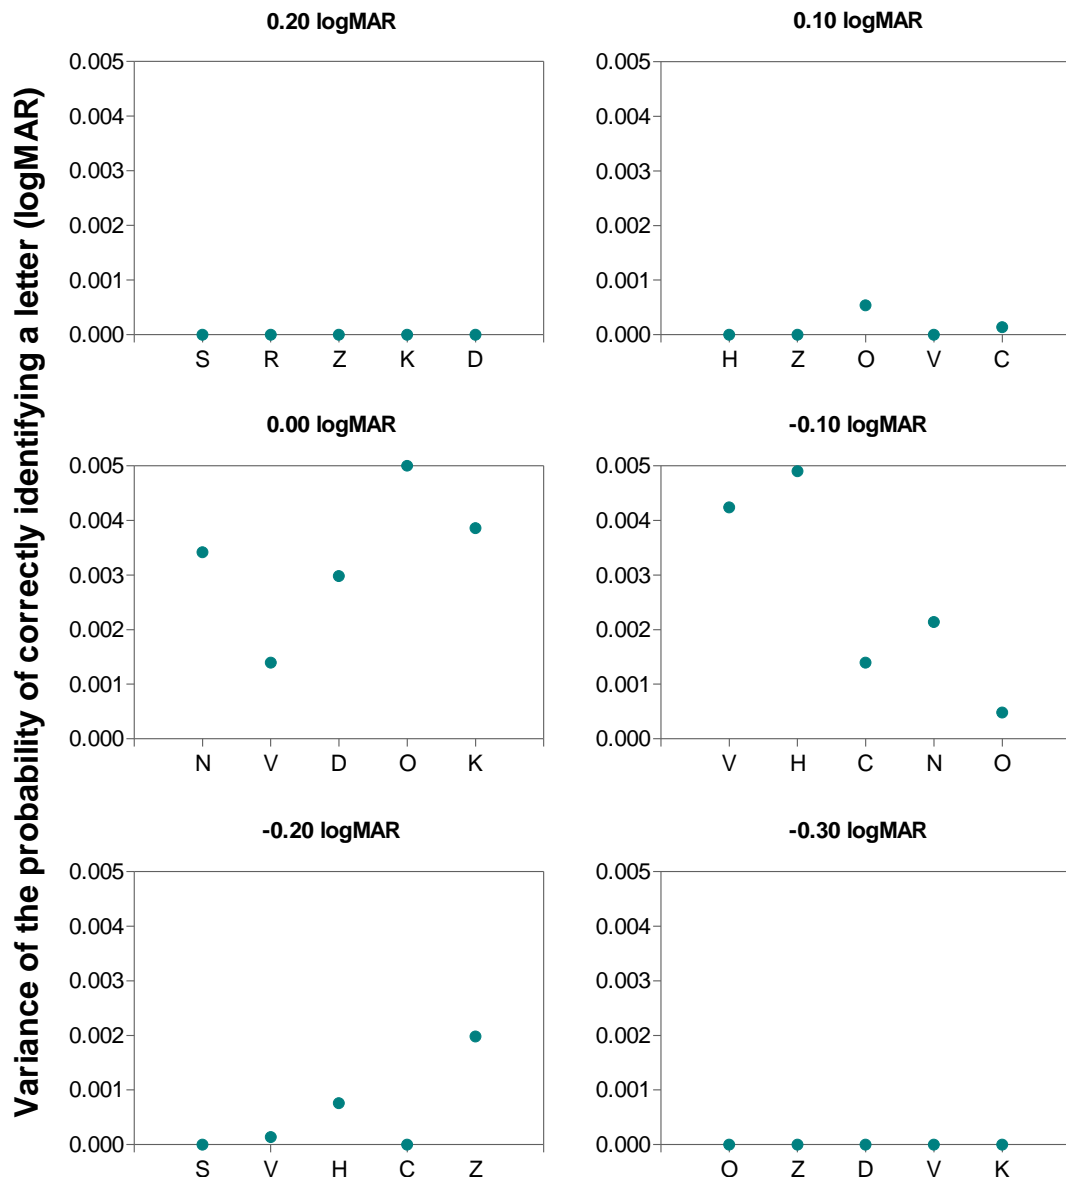 Variance of the probability of correctly identifying a letter (logMAR)
0.20 logMAR
0.005
0.004
0.003
0.002
0.001
0.000
S R Z K D
0.10 logMAR
0.005
0.004
0.003
0.002
0.001
0.000
H Z O V C
0.00 logMAR
0.005
0.004
0.003
0.002
0.001
0.000
N V D O K
-0.10 logMAR
0.005
0.004
0.003
0.002
0.001
0.000
V H C N O
-0.20 logMAR
0.005
0.004
0.003
0.002
0.001
0.000
S V H C Z
-0.30 logMAR
0.005
0.004
0.003
0.002
0.001
0.000
O Z D V K